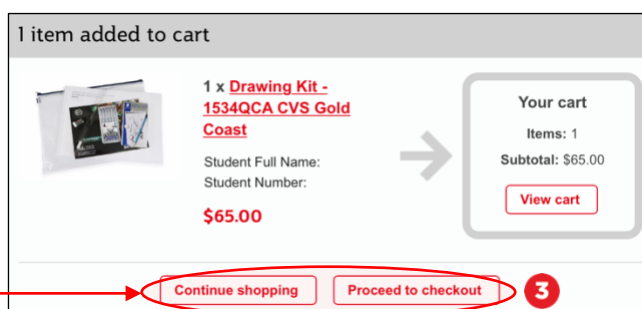 1 item added to cart
1 x Drawing Kit -
1534QCA CVS Gold
Coast
Student Full Name:
Student Number:
$65.00
Your cart
Items: 1
Subtotal: $65.00
View cart
Continue shopping
Proceed to checkout
3